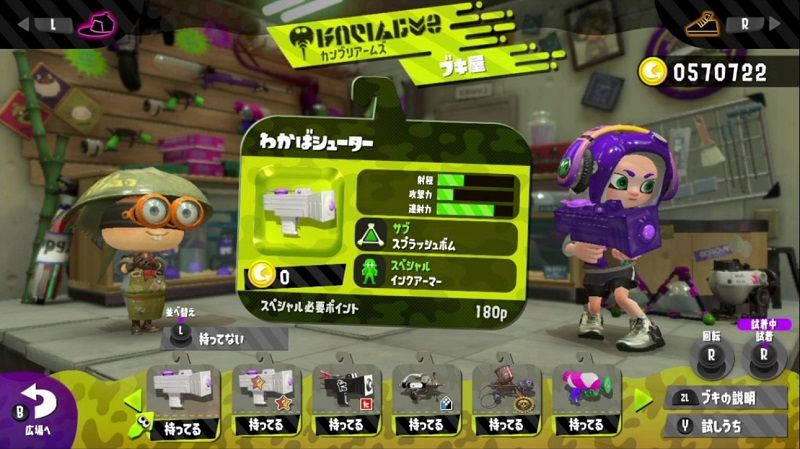 L
R
カンブリアームズ
ブキ屋
0570722
わかばシューター
射程
攻撃力
連射力
サブ
スプラッシュボム
0
スペシャル
インクアーマー
スペシャル必要ポイント
180p
並べ替え
L
持ってない
試着中
回転
試着
R
R
持ってる
持ってる
持ってる
持ってる
持ってる
持ってる
B
広場へ
ZL
ブキの説明
Y
試しうち